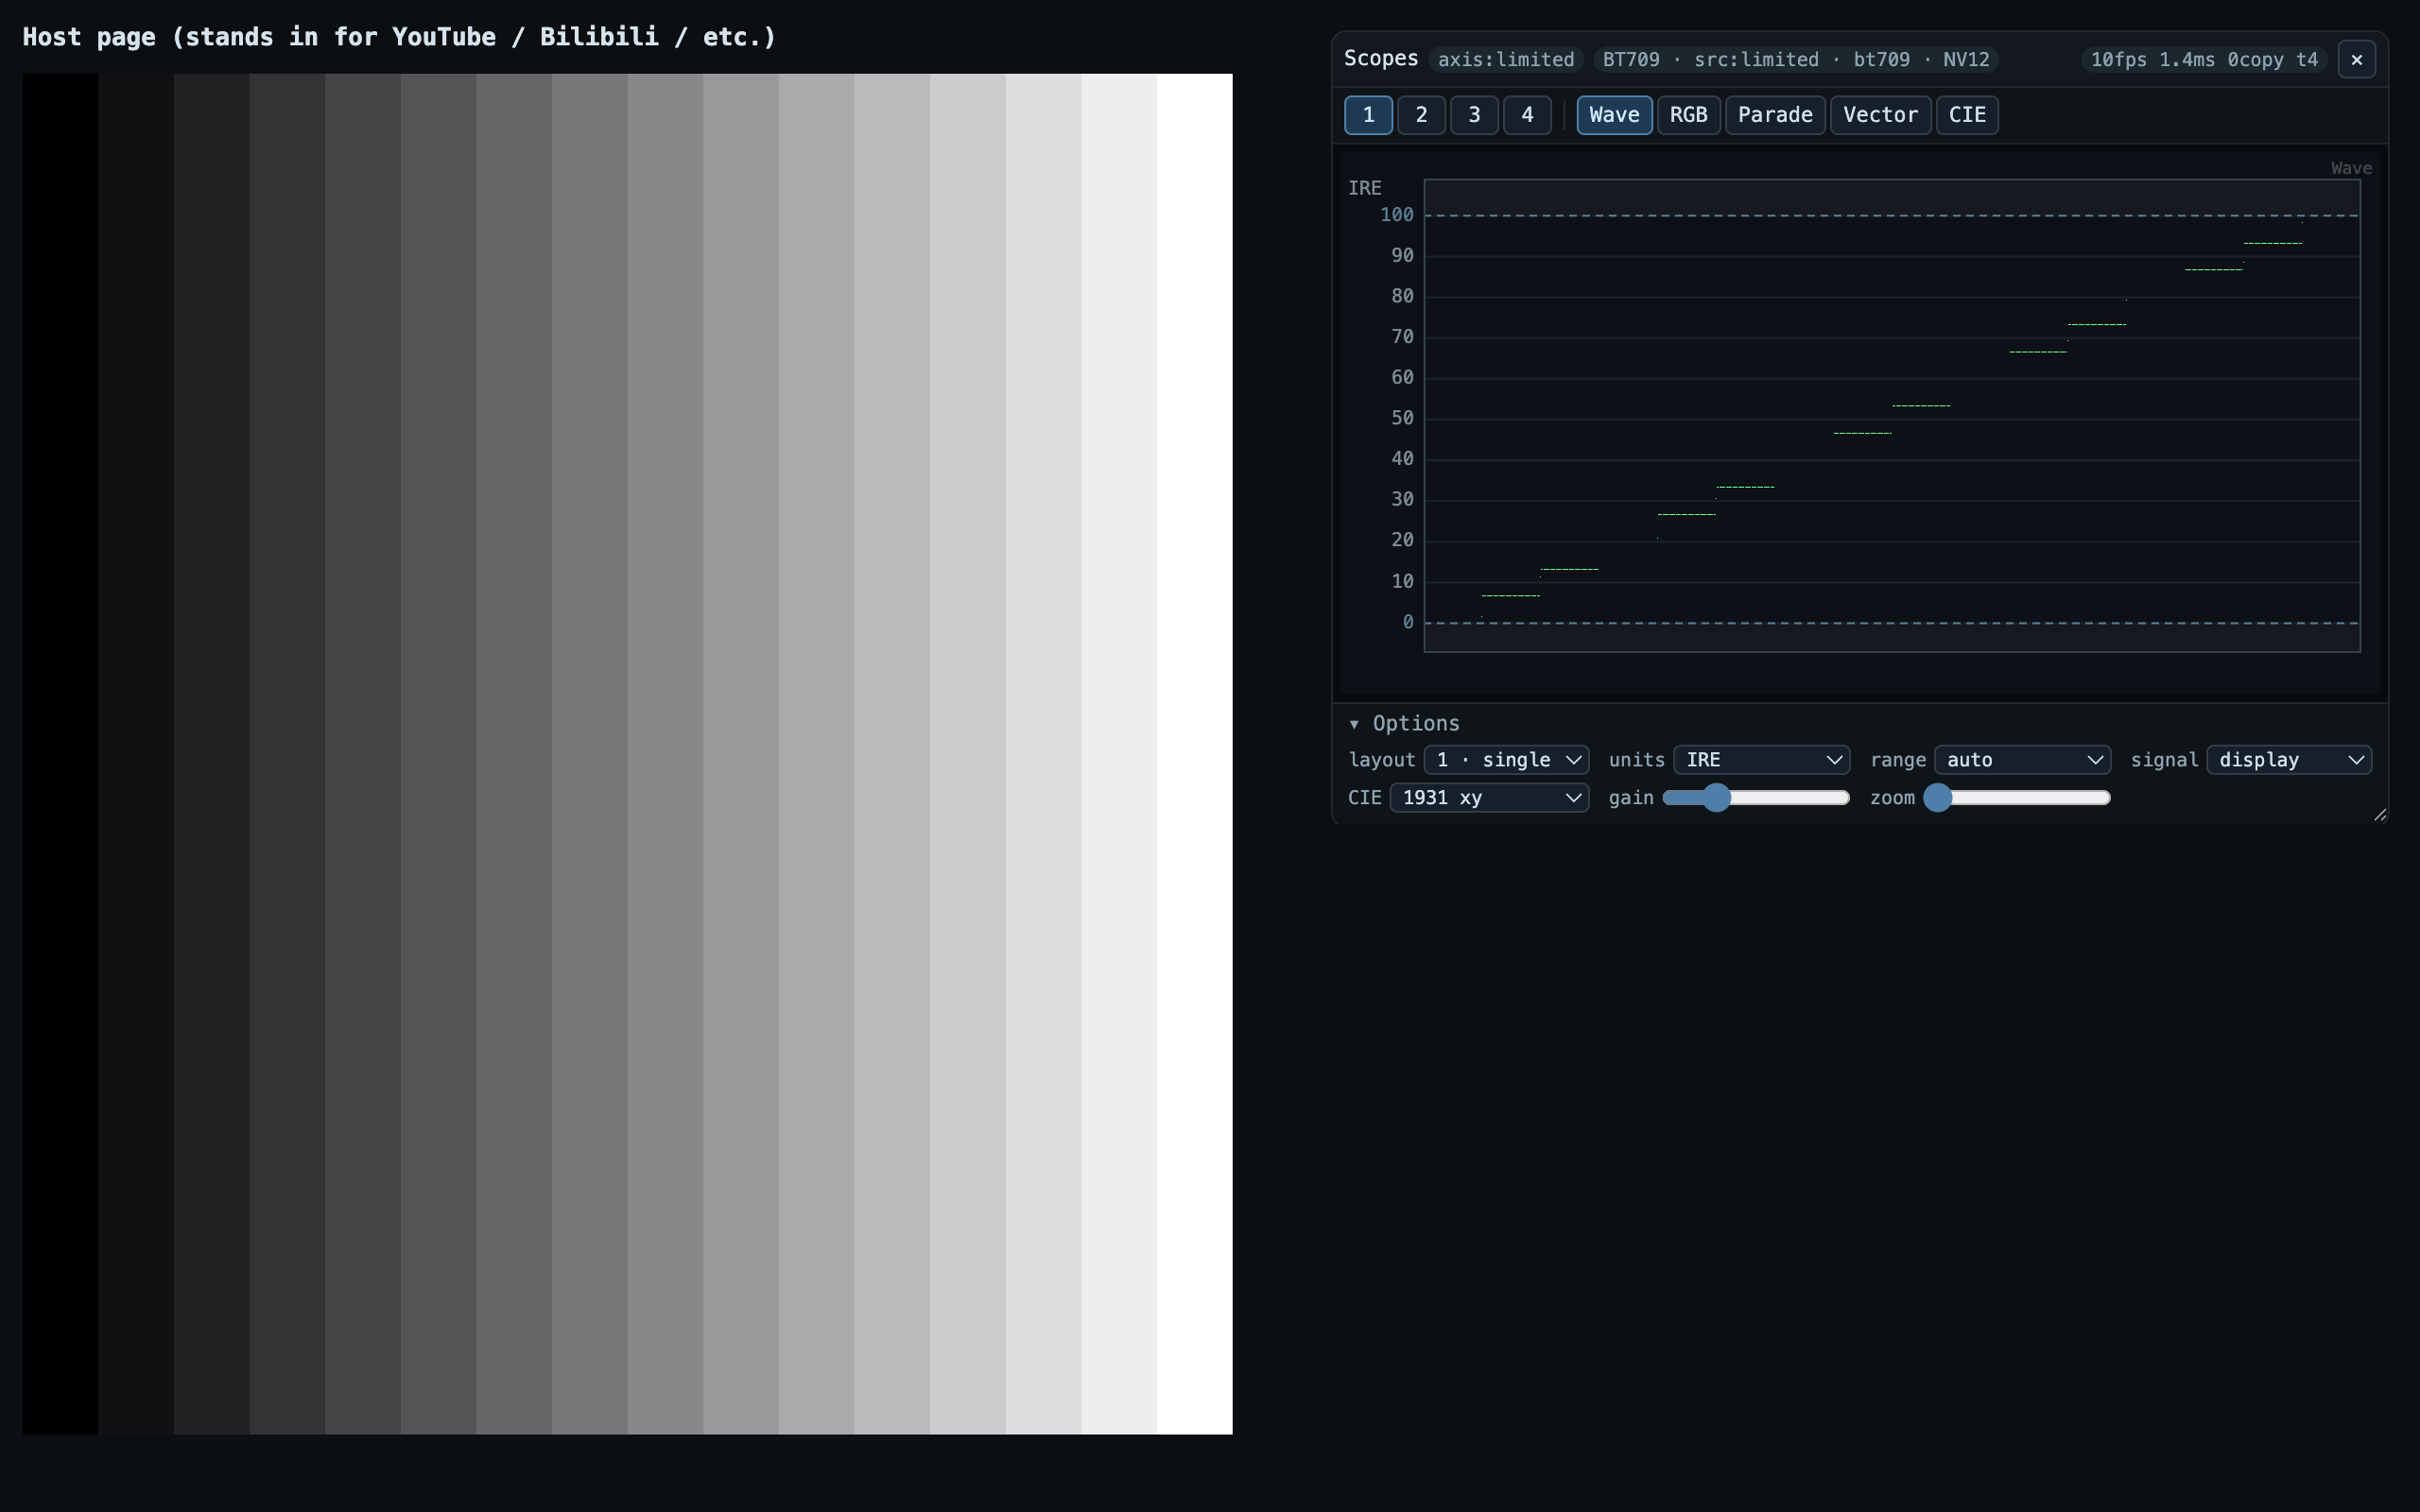 Host page (stands in for YouTube / Bilibili / etc.)
Scopes axis:limited BT709 · src:limited · bt709 · NV12 10fps 1.4ms 0copy t4 ×
1 2 3 4 Wave RGB Parade Vector CIE
Wave
IRE
100
90
80
70
60
50
40
30
20
10
0
▼ Options
layout 1 · single units IRE range auto signal display
CIE 1931 xy gain zoom